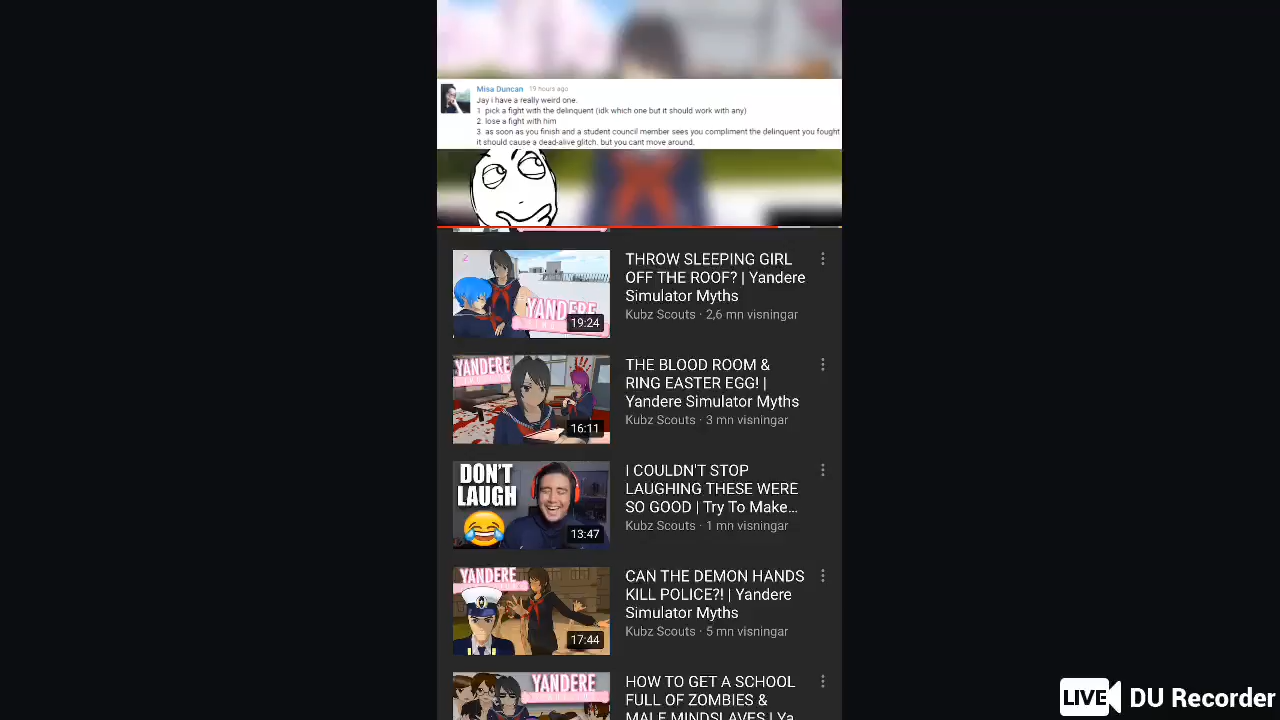 Misa Duncan 19 hours ago
Jay i have a really weird one.
1 pick a fight with the delinquent (idk which one but it should work with any)
2 lose a fight with him
3 as soon as you finish and a student council member sees you compliment the delinquent you fought
it should cause a dead-alive glitch, but you cant move around.
THROW SLEEPING GIRL
OFF THE ROOF? | Yandere
Simulator Myths
Kubz Scouts · 2,6 mn visningar
YANDERE
19:24
THE BLOOD ROOM &
RING EASTER EGG! |
Yandere Simulator Myths
Kubz Scouts · 3 mn visningar
YANDERE
16:11
I COULDN'T STOP
LAUGHING THESE WERE
SO GOOD | Try To Make...
Kubz Scouts · 1 mn visningar
DON'T
LAUGH
13:47
CAN THE DEMON HANDS
KILL POLICE?! | Yandere
Simulator Myths
Kubz Scouts · 5 mn visningar
YANDERE
17:44
HOW TO GET A SCHOOL
FULL OF ZOMBIES &
MALE MINDSLAVES | Ya
YANDERE
LIVE DU Recorder